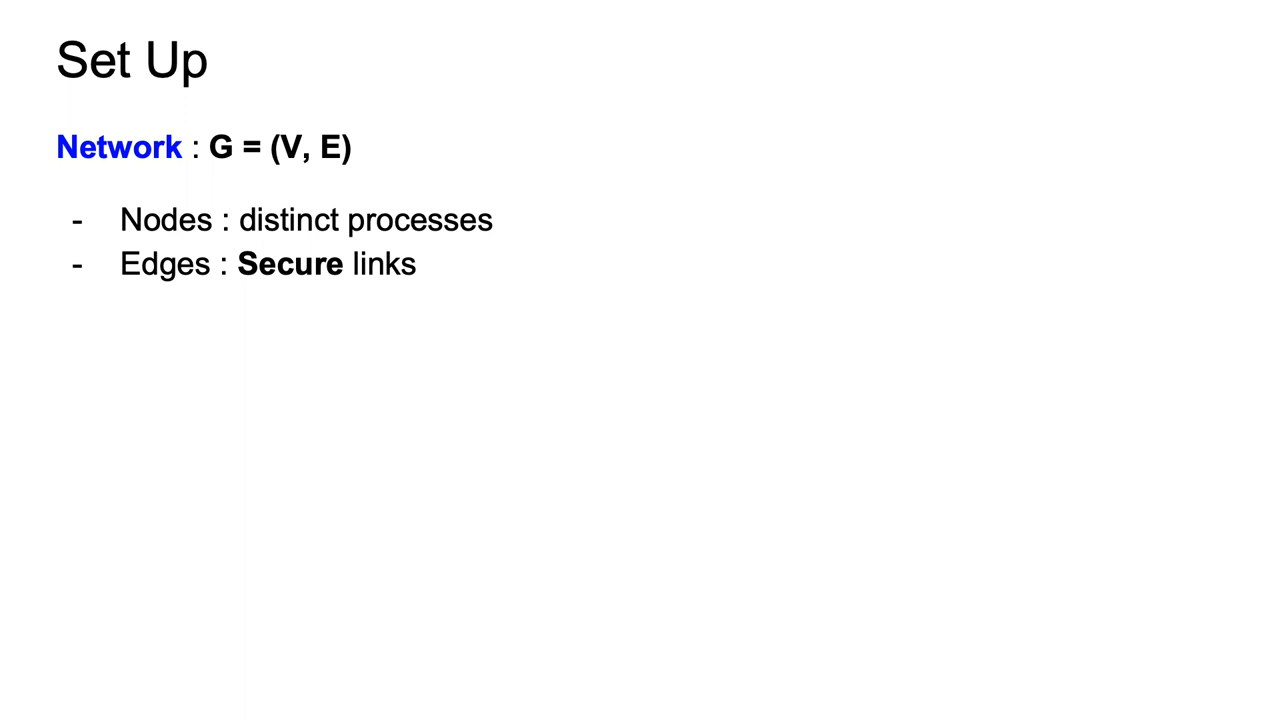 Set Up
Network : G = (V, E)
- Nodes : distinct processes
- Edges : Secure links